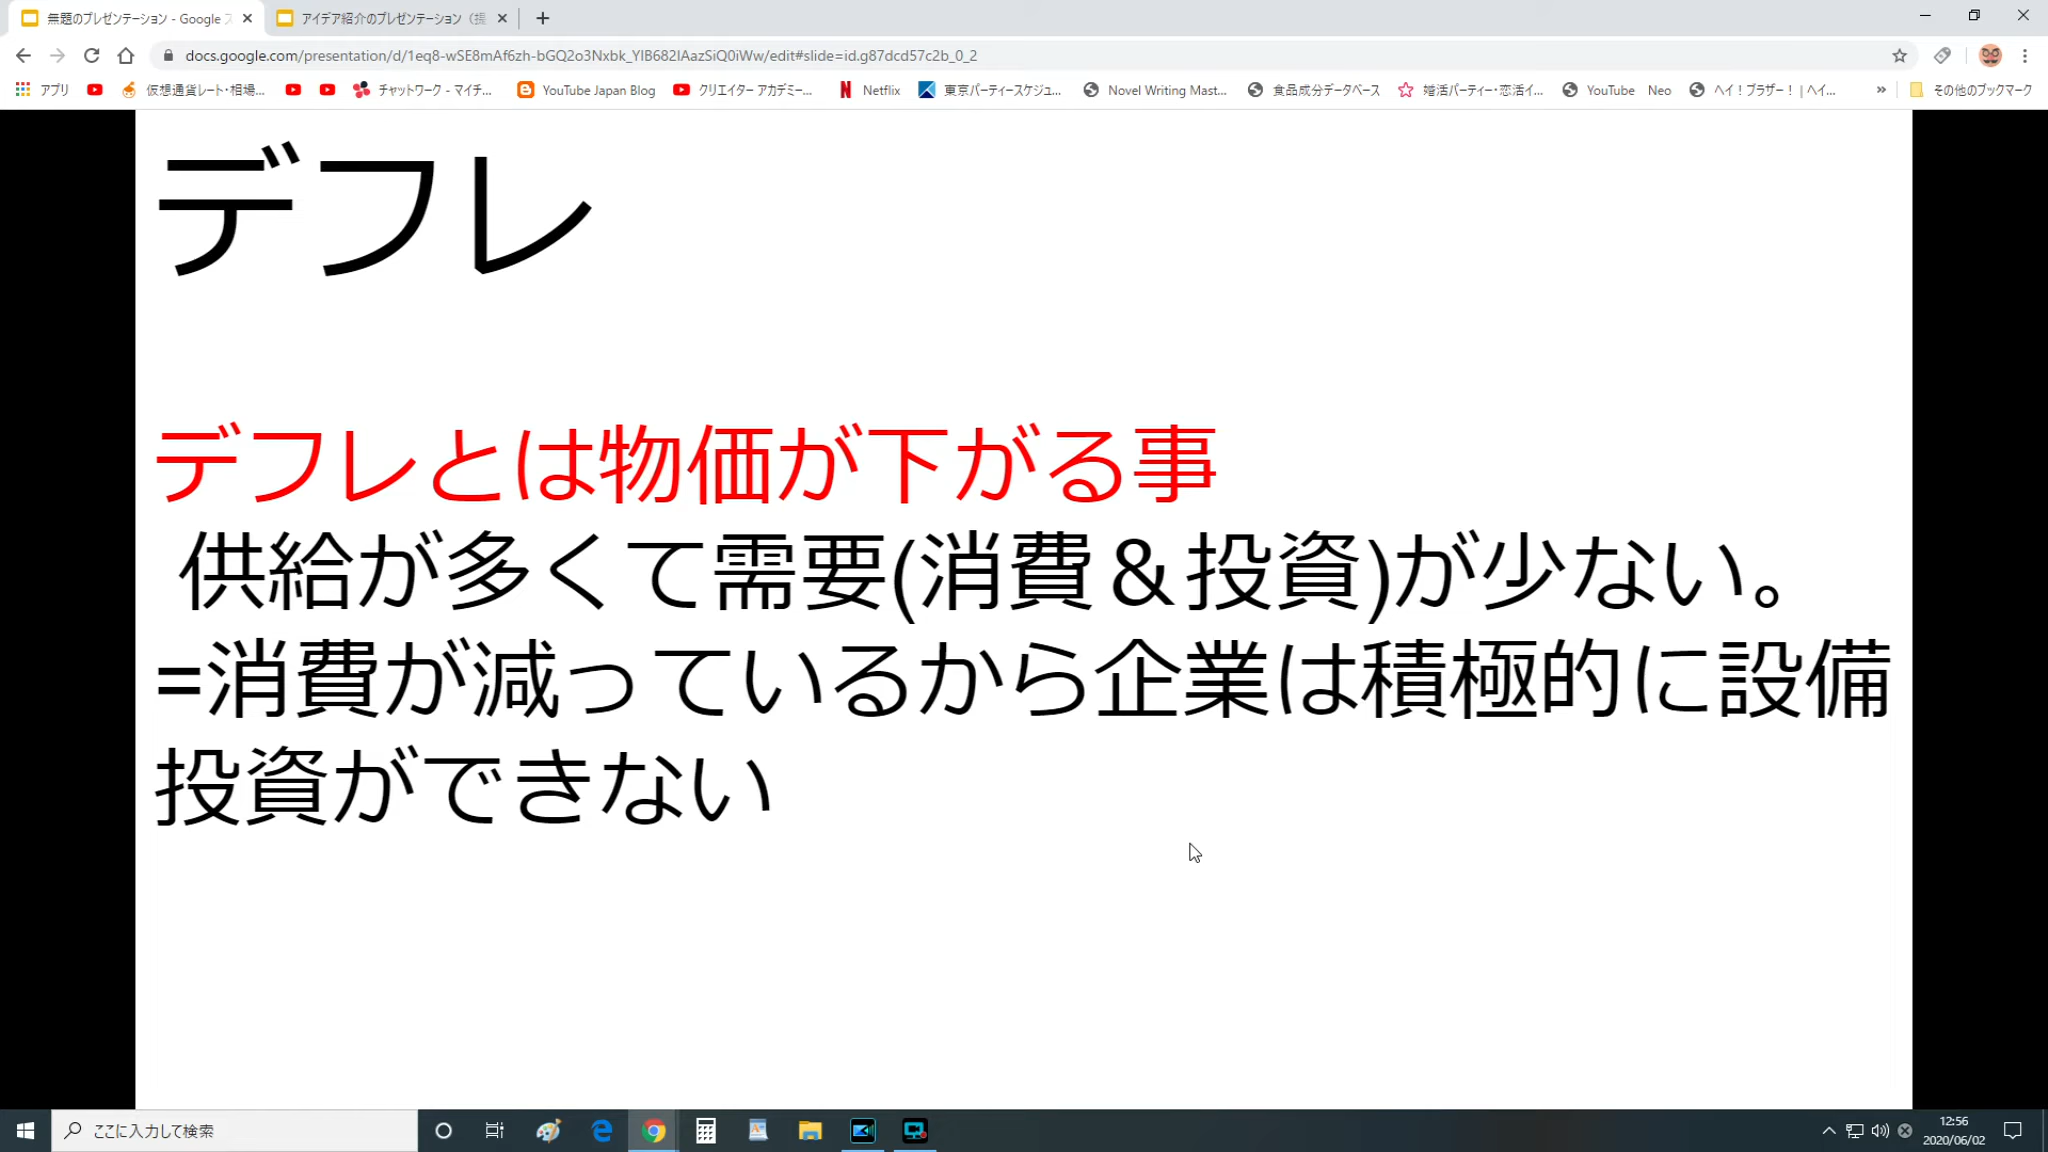 無題のプレゼンテーション - Google ス
アイデア紹介のプレゼンテーション（提
docs.google.com/presentation/d/1eq8-wSE8mAf6zh-bGQ2o3Nxbk_YIB682IAazSiQ0iWw/edit#slide=id.g87dcd57c2b_0_2
アプリ 仮想通貨レート・相場... チャットワーク - マイチ... YouTube Japan Blog クリエイター アカデミー... Netflix 東京パーティースケジュ... Novel Writing Mast... 食品成分データベース 婚活パーティー・恋活イ... YouTube Neo ヘイ！ブラザー！ | ヘイ... » その他のブックマーク
デフレ
デフレとは物価が下がる事
供給が多くて需要(消費＆投資)が少ない。
=消費が減っているから企業は積極的に設備
投資ができない
ここに入力して検索
12:56
2020/06/02